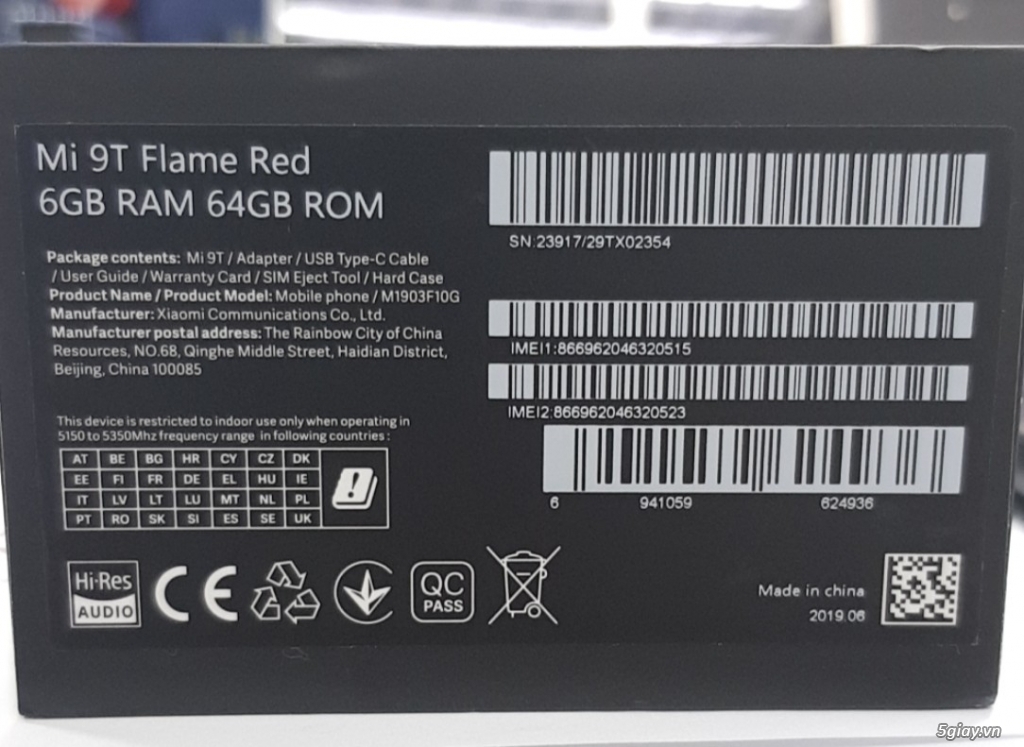 Mi 9T Flame Red
6GB RAM 64GB ROM
Package contents: Mi 9T / Adapter / USB Type-C Cable
/ User Guide / Warranty Card / SIM Eject Tool / Hard Case
Product Name / Product Model: Mobile phone / M1903F10G
Manufacturer: Xiaomi Communications Co., Ltd.
Manufacturer postal address: The Rainbow City of China
Resources, NO.68, Qinghe Middle Street, Haidian District,
Beijing, China 100085
This device is restricted to indoor use only when operating in
5150 to 5350Mhz frequency range in following countries :
AT BE BG HR CY CZ DK
EE FI FR DE EL HU IE
IT LV LT LU MT NL PL
PT RO SK SI ES SE UK
SN:23917/29TX02354
IMEI1:866962046320515
IMEI2:866962046320523
6 941059 624936
Hi-Res
AUDIO
CE
QC
PASS
Made in china
2019.06
5giay.vn